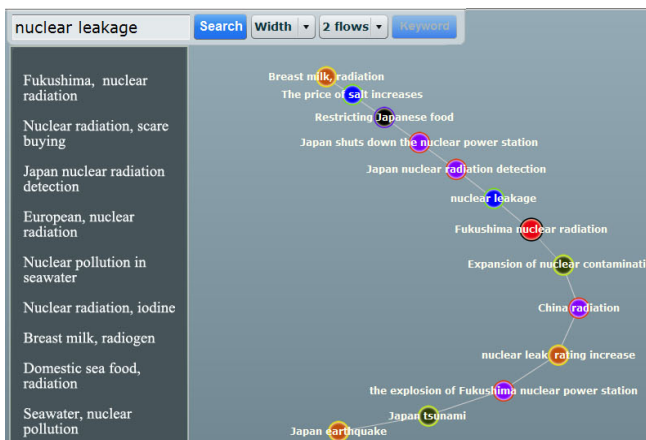 nuclear leakage
Search
Width
2 flows
Keyword
Fukushima, nuclear
radiation
Nuclear radiation, scare
buying
Japan nuclear radiation
detection
European, nuclear
radiation
Nuclear pollution in
seawater
Nuclear radiation, iodine
Breast milk, radiogen
Domestic sea food,
radiation
Seawater, nuclear
pollution
Breast milk, radiation
The price of salt increases
Restricting Japanese food
Japan shuts down the nuclear power station
Japan nuclear radiation detection
nuclear leakage
Fukushima nuclear radiation
Expansion of nuclear contaminati
China radiation
nuclear leak rating increase
the explosion of Fukushima nuclear power station
Japan tsunami
Japan earthquake